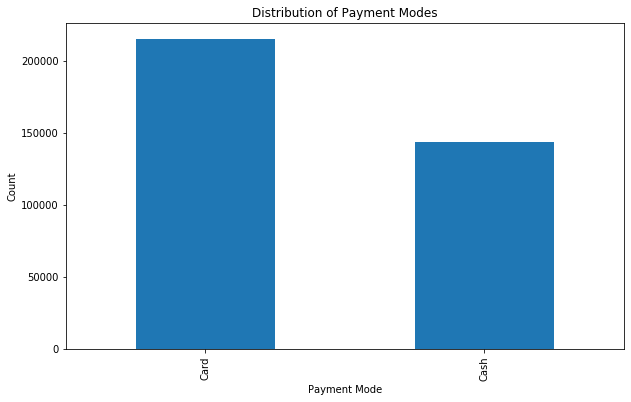 Distribution of Payment Modes
200000
150000
100000
50000
0
Count
Card
Cash
Payment Mode